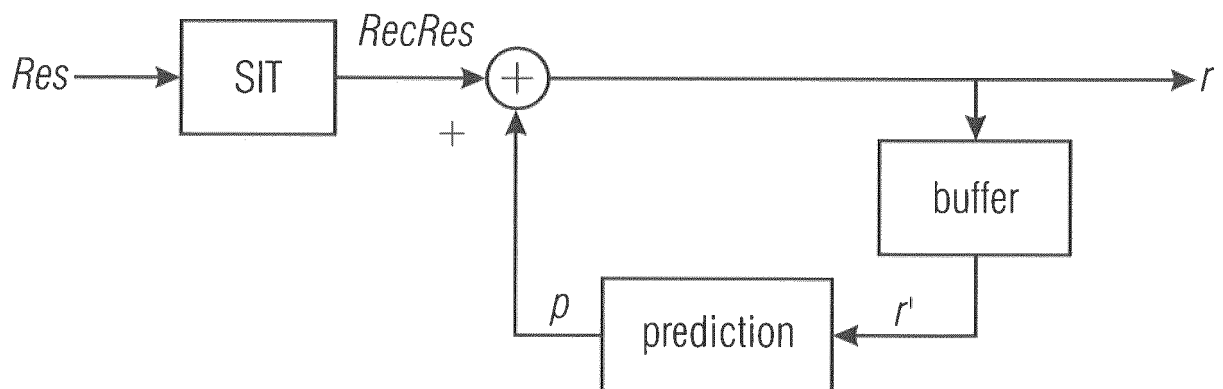 RecRes
Res
SIT
+
r
+
buffer
p
prediction
r'